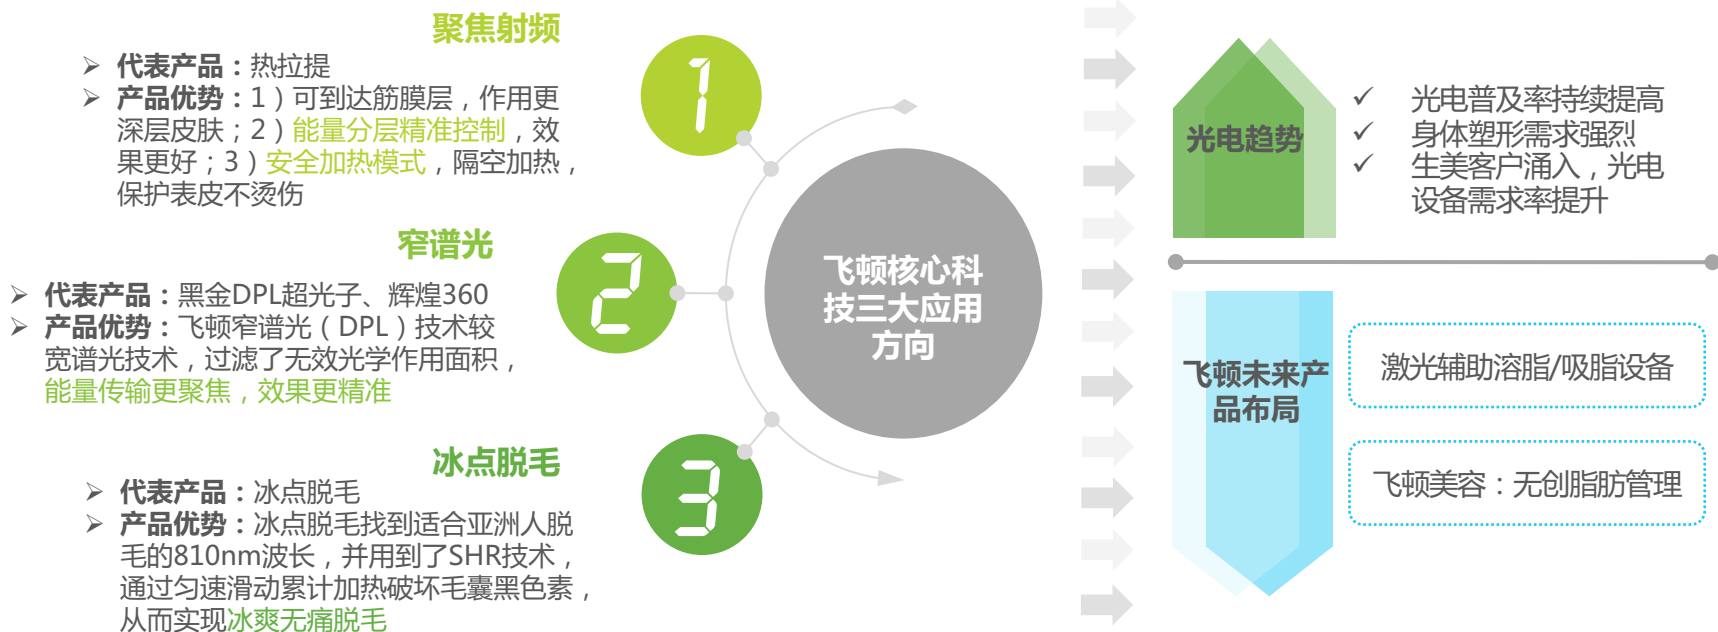 聚焦射频
➢ 代表产品：热拉提
➢ 产品优势：1）可到达筋膜层，作用更
深层皮肤；2）能量分层精准控制，效
果更好；3）安全加热模式，隔空加热，
保护表皮不烫伤
1
窄谱光
➢ 代表产品：黑金DPL超光子、辉煌360
➢ 产品优势：飞顿窄谱光（DPL）技术较
宽谱光技术，过滤了无效光学作用面积，
能量传输更聚焦，效果更精准
2
冰点脱毛
➢ 代表产品：冰点脱毛
➢ 产品优势：冰点脱毛找到适合亚洲人脱
毛的810nm波长，并用到了SHR技术，
通过匀速滑动累计加热破坏毛囊黑色素，
从而实现冰爽无痛脱毛
3
飞顿核心科
技三大应用
方向
光电趋势
✓ 光电普及率持续提高
✓ 身体塑形需求强烈
✓ 生美客户涌入，光电
设备需求率提升
飞顿未来产
品布局
激光辅助溶脂/吸脂设备
飞顿美容：无创脂肪管理